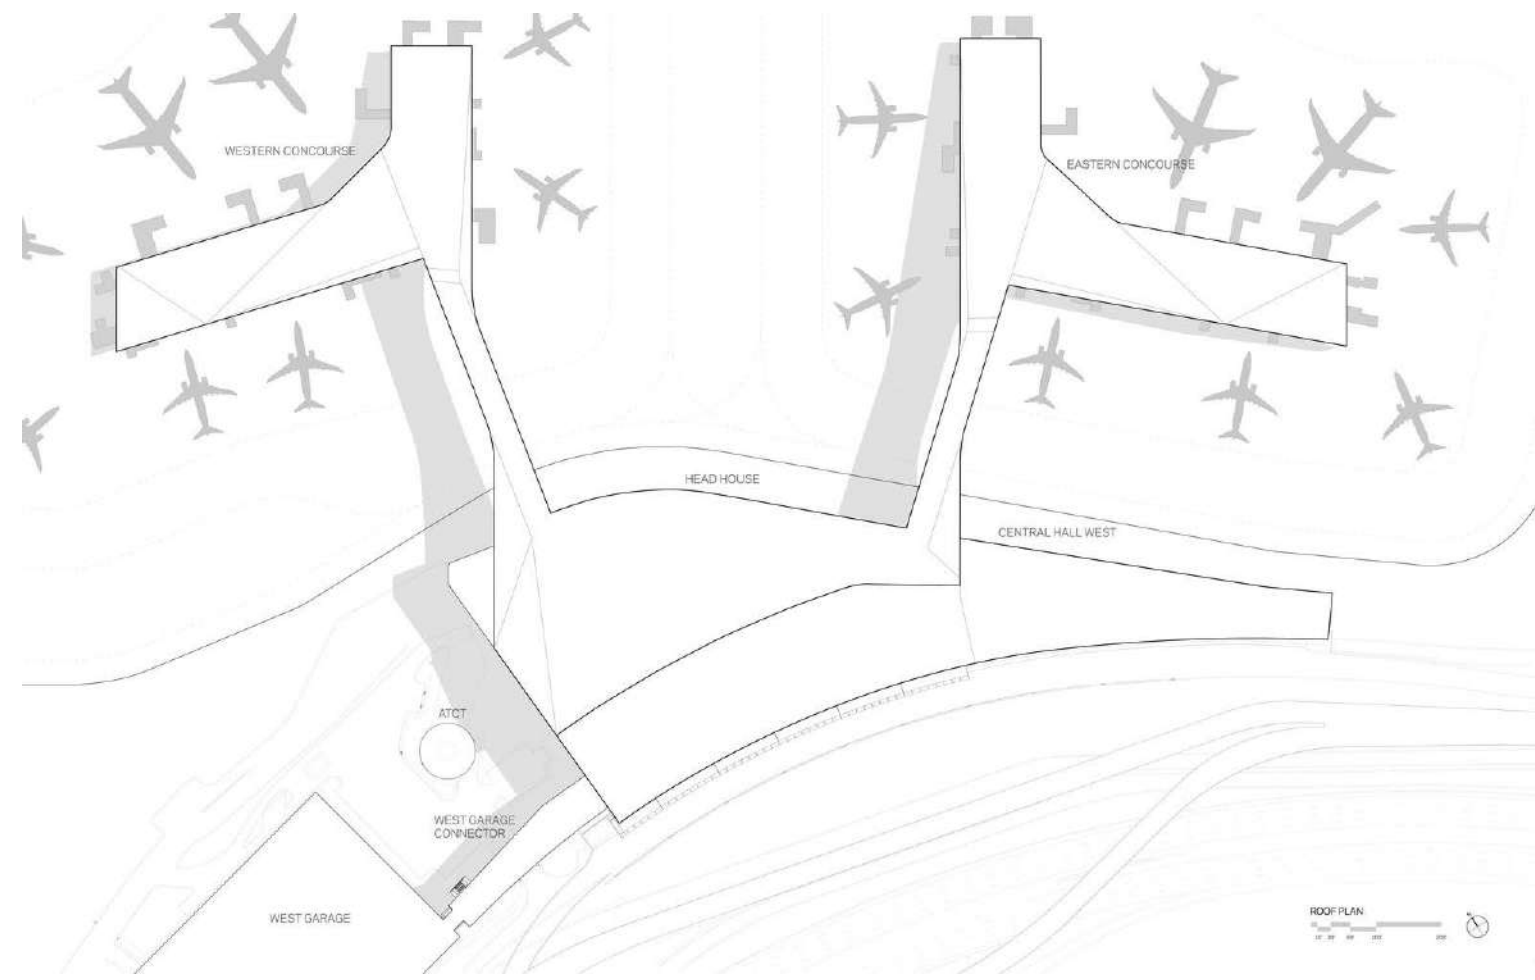 WESTERN CONCOURSE
EASTERN CONCOURSE
HEAD HOUSE
CENTRAL HALL WEST
ATCT
WEST GARAGE
CONNECTOR
WEST GARAGE
ROOF PLAN